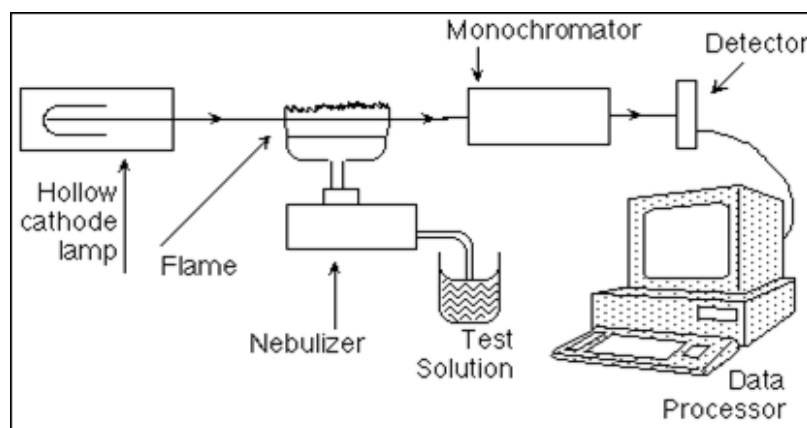 Monochromator
Detector
Hollow
cathode
lamp
Flame
Nebulizer
Test
Solution
Data
Processor